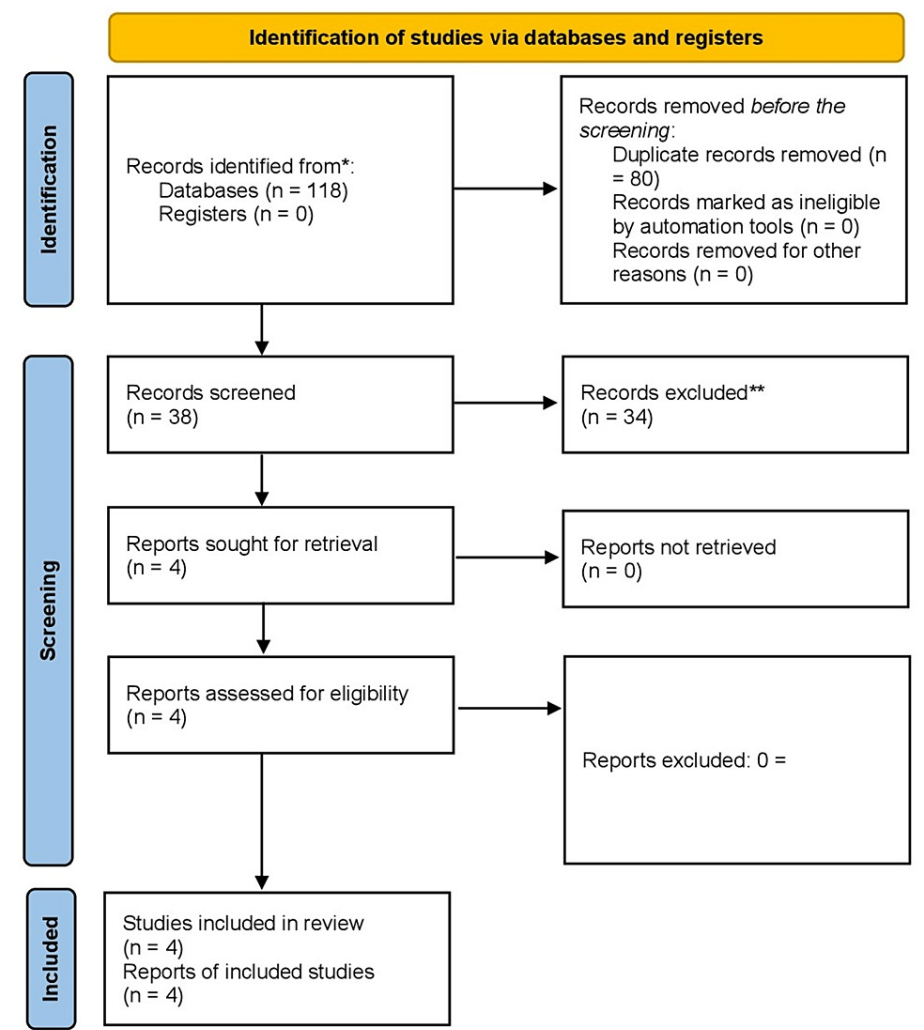 Identification of studies via databases and registers
Identification
Records identified from*:
Databases (n = 118)
Registers (n = 0)
Records removed before the
screening:
Duplicate records removed (n
= 80)
Records marked as ineligible
by automation tools (n = 0)
Records removed for other
reasons (n = 0)
Screening
Records screened
(n = 38)
Records excluded**
(n = 34)
Reports sought for retrieval
(n = 4)
Reports not retrieved
(n = 0)
Reports assessed for eligibility
(n = 4)
Reports excluded: 0 =
Included
Studies included in review
(n = 4)
Reports of included studies
(n = 4)